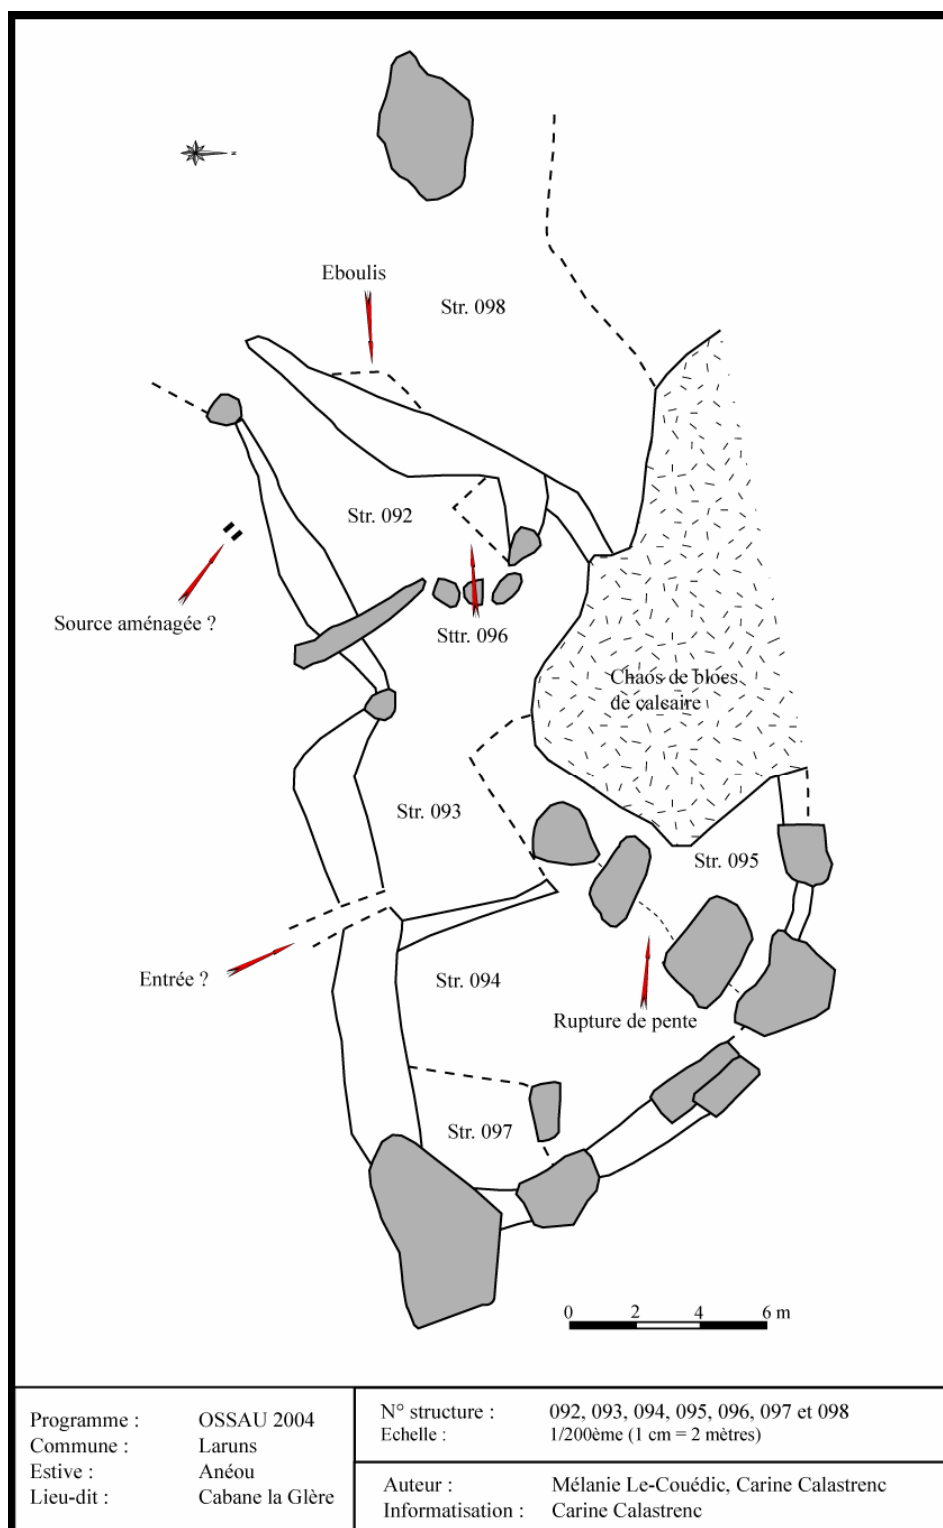 Eboulis
Str. 098
Str. 092
Source aménagée ?
Sttr. 096
Chaos de blocs
de calcaire
Str. 093
Str. 095
Entrée ?
Str. 094
Rupture de pente
Str. 097
0 2 4 6 m
Programme : OSSAU 2004
Commune : Laruns
Estive : Anéou
Lieu-dit : Cabane la Glère
N° structure : 092, 093, 094, 095, 096, 097 et 098
Echelle : 1/200ème (1 cm = 2 mètres)
Auteur : Mélanie Le-Couédic, Carine Calastrenc
Informatisation : Carine Calastrenc